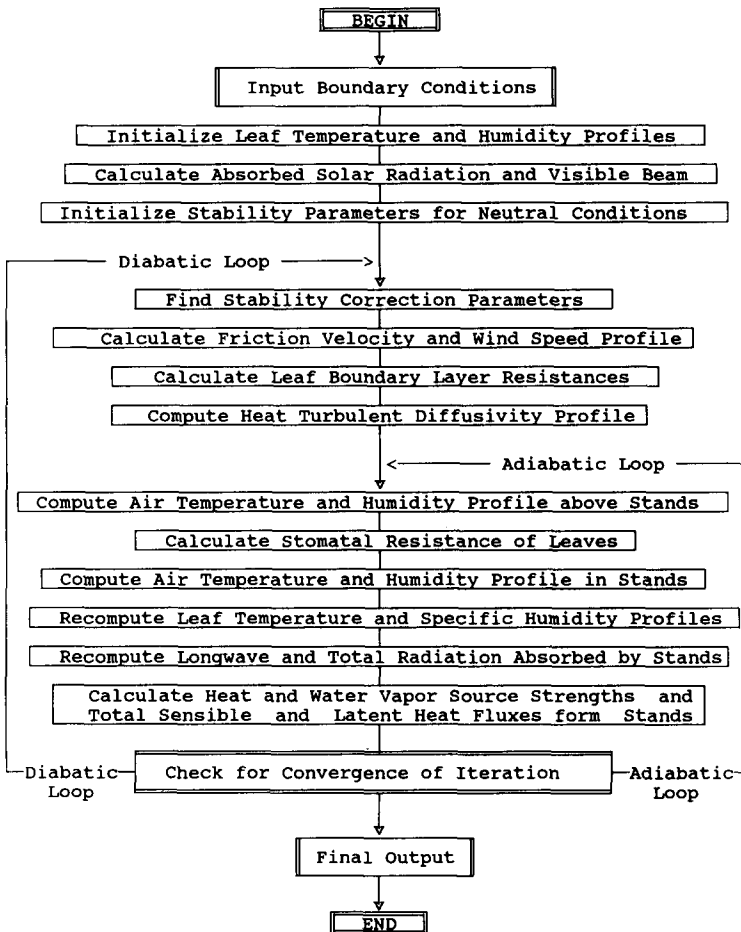 BEGIN
Input Boundary Conditions
Initialize Leaf Temperature and Humidity Profiles
Calculate Absorbed Solar Radiation and Visible Beam
Initialize Stability Parameters for Neutral Conditions
Diabatic Loop
Find Stability Correction Parameters
Calculate Friction Velocity and Wind Speed Profile
Calculate Leaf Boundary Layer Resistances
Compute Heat Turbulent Diffusivity Profile
Adiabatic Loop
Compute Air Temperature and Humidity Profile above Stands
Calculate Stomatal Resistance of Leaves
Compute Air Temperature and Humidity Profile in Stands
Recompute Leaf Temperature and Specific Humidity Profiles
Recompute Longwave and Total Radiation Absorbed by Stands
Calculate Heat and Water Vapor Source Strengths and
Total Sensible and Latent Heat Fluxes form Stands
Diabatic
Loop
Check for Convergence of Iteration
Adiabatic
Loop
Final Output
END